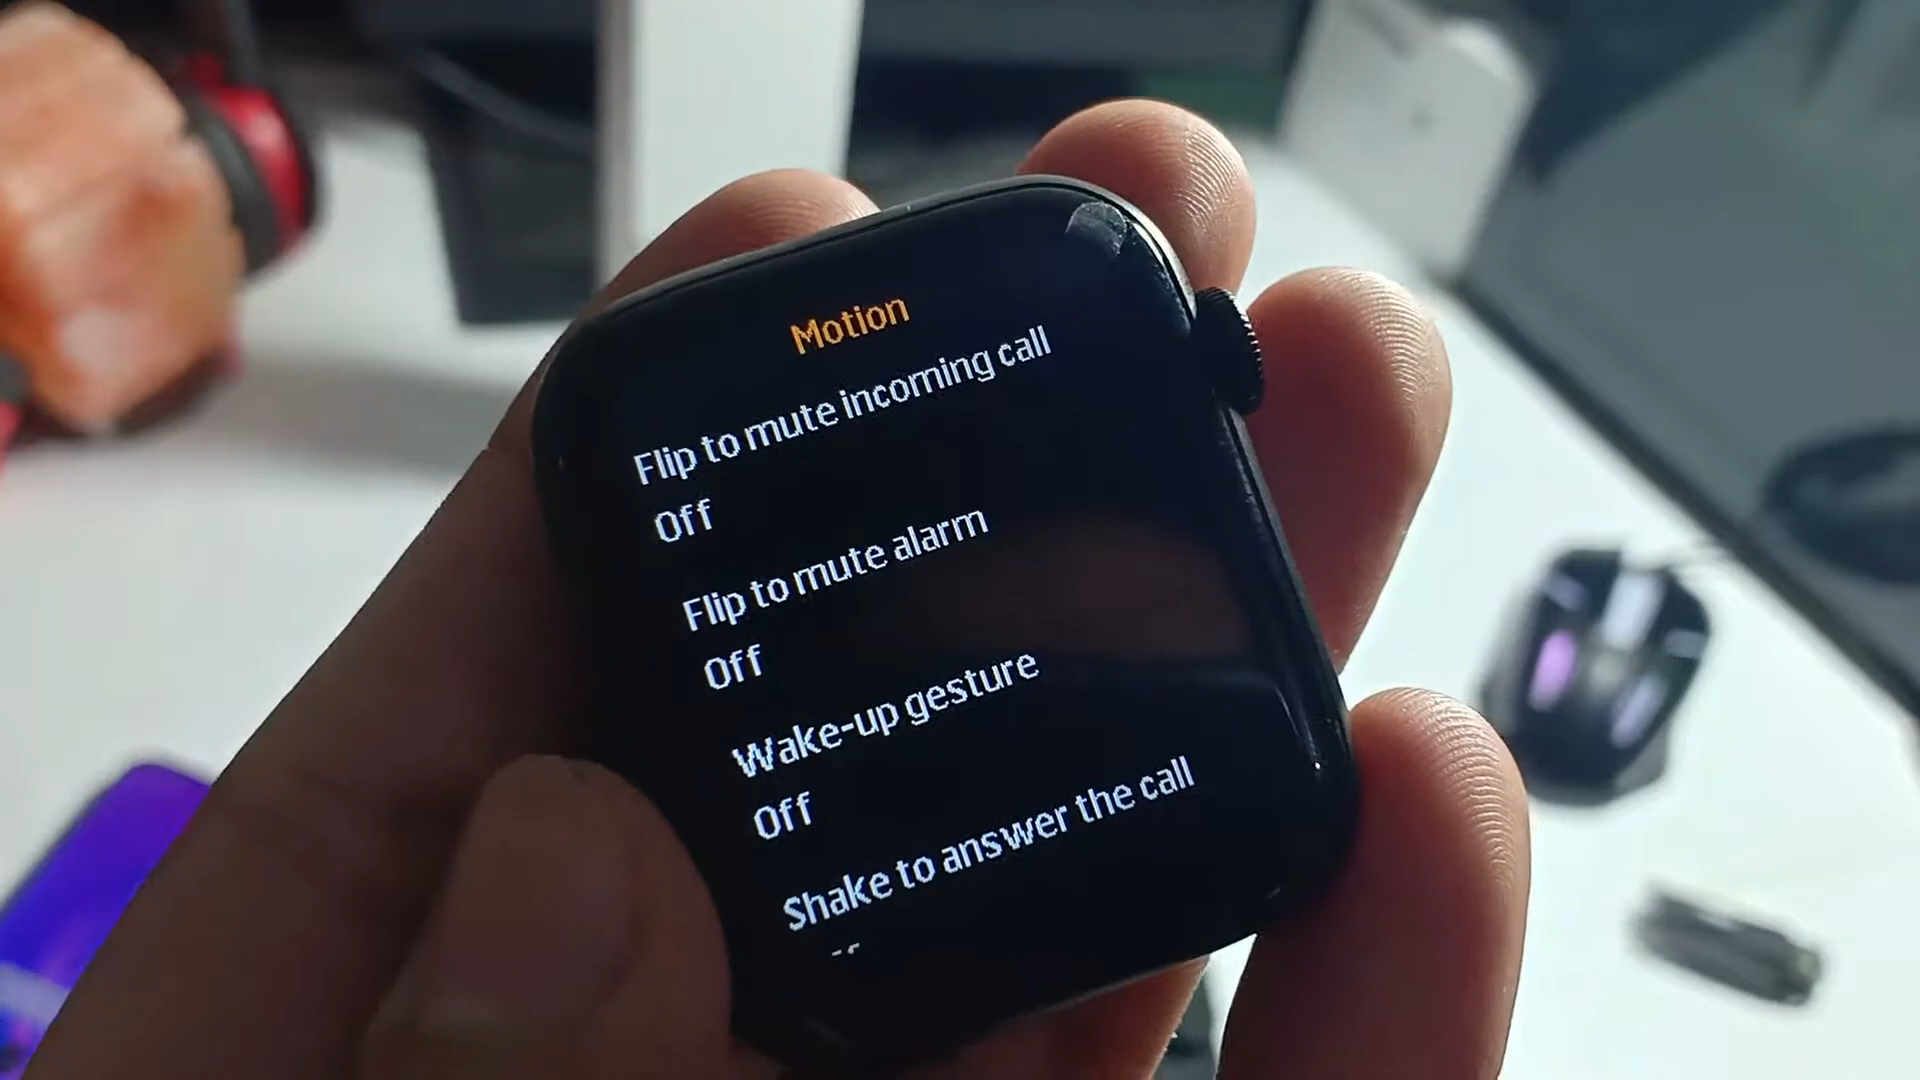 Motion
Flip to mute incoming call
Off
Flip to mute alarm
Off
Wake-up gesture
Off
Shake to answer the call